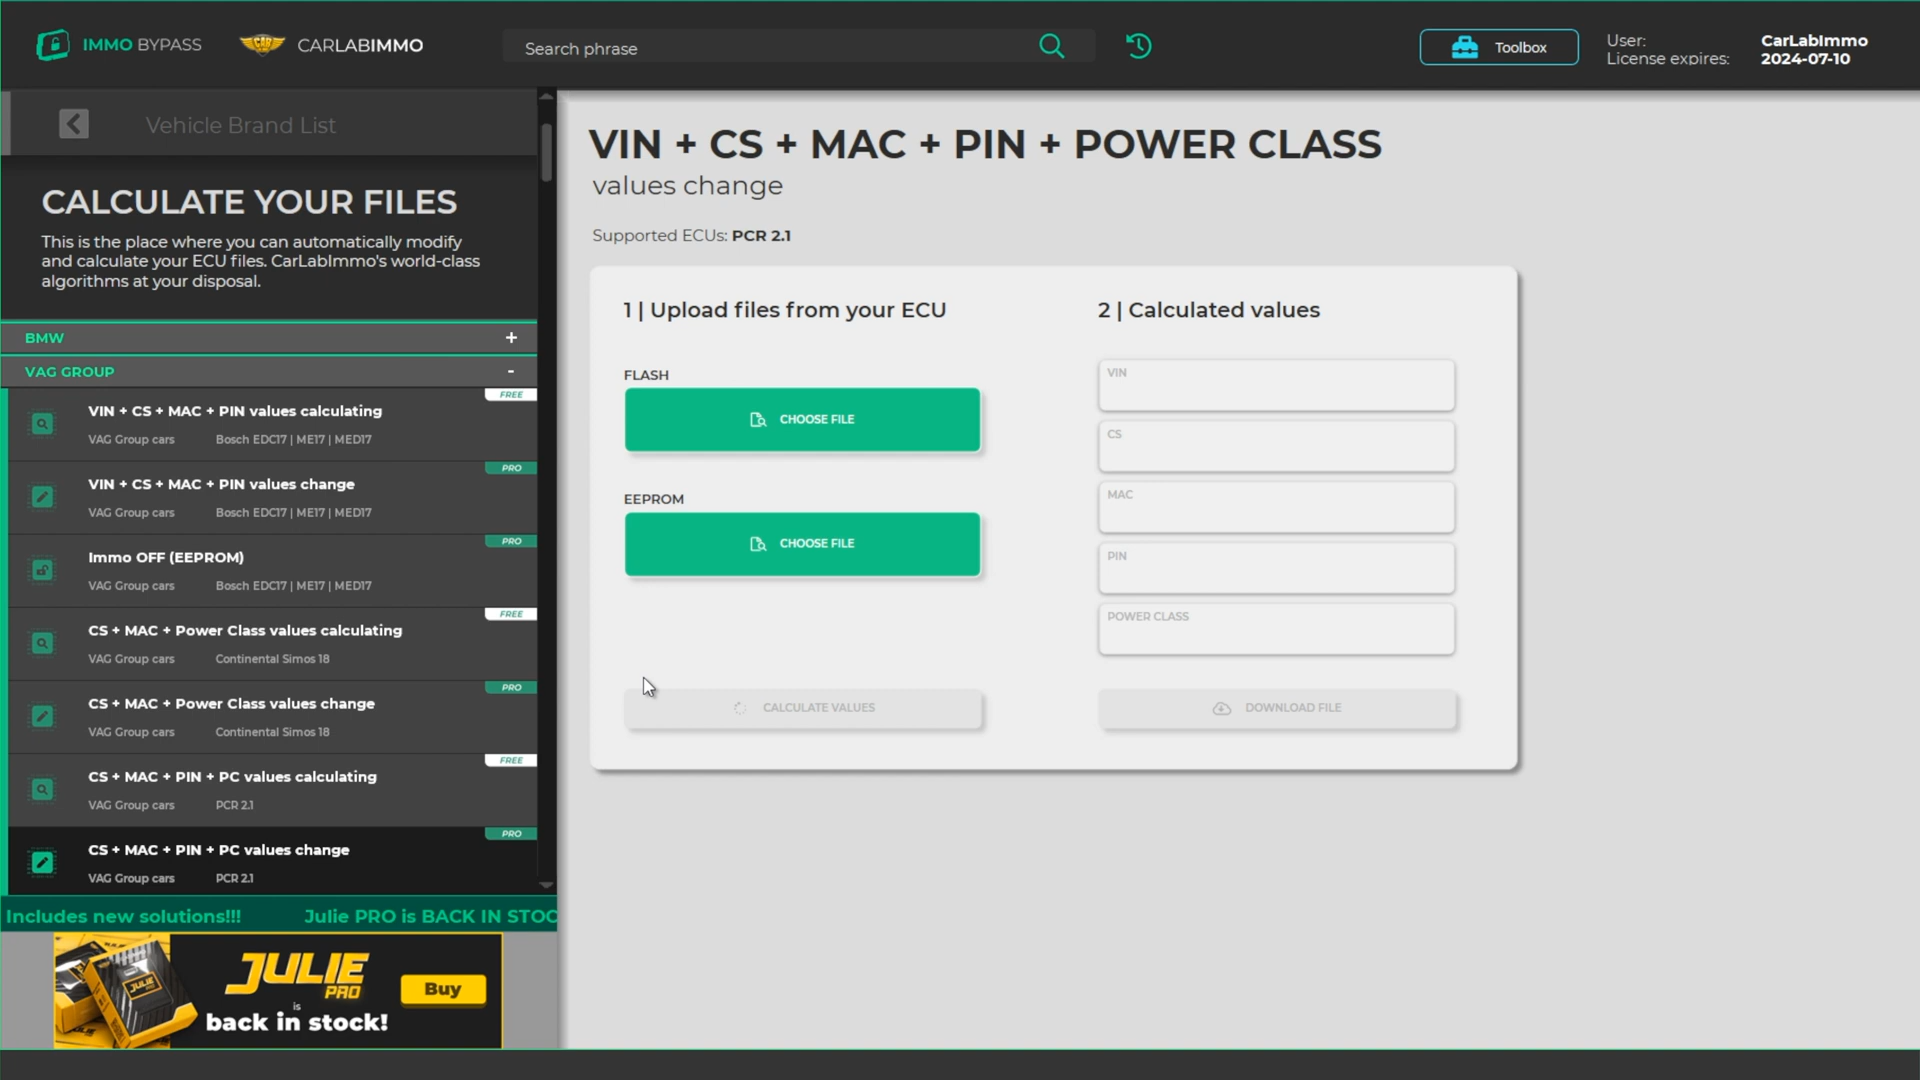 IMMO BYPASS
CARLABIMMO
Search phrase
Toolbox
User: CarLabImmo
License expires: 2024-07-10
Vehicle Brand List
CALCULATE YOUR FILES
This is the place where you can automatically modify
and calculate your ECU files. CarLabImmo's world-class
algorithms at your disposal.
BMW +
VAG GROUP -
FREE
VIN + CS + MAC + PIN values calculating
VAG Group cars Bosch EDC17 | ME17 | MED17
PRO
VIN + CS + MAC + PIN values change
VAG Group cars Bosch EDC17 | ME17 | MED17
PRO
Immo OFF (EEPROM)
VAG Group cars Bosch EDC17 | ME17 | MED17
FREE
CS + MAC + Power Class values calculating
VAG Group cars Continental Simos 18
PRO
CS + MAC + Power Class values change
VAG Group cars Continental Simos 18
FREE
CS + MAC + PIN + PC values calculating
VAG Group cars PCR 2.1
PRO
CS + MAC + PIN + PC values change
VAG Group cars PCR 2.1
Includes new solutions!!! Julie PRO is BACK IN STOC
JULIE
PRO
is
back in stock!
Buy
JULIE
VIN + CS + MAC + PIN + POWER CLASS
values change
Supported ECUs: PCR 2.1
1 | Upload files from your ECU
FLASH
CHOOSE FILE
EEPROM
CHOOSE FILE
CALCULATE VALUES
2 | Calculated values
VIN
CS
MAC
PIN
POWER CLASS
DOWNLOAD FILE